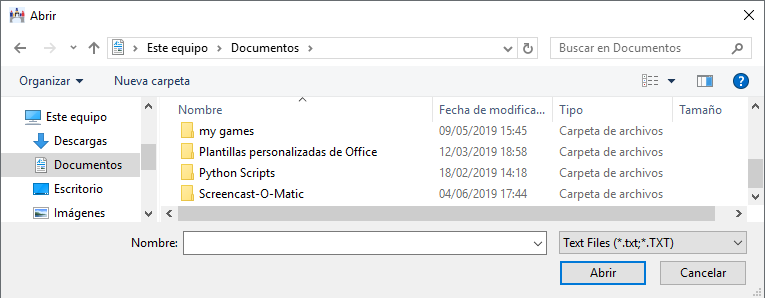 Abrir
Este equipo > Documentos >
Buscar en Documentos
Organizar
Nueva carpeta
Nombre Fecha de modifica... Tipo Tamaño
Este equipo
Descargas
Documentos
Escritorio
Imágenes
my games 09/05/2019 15:45 Carpeta de archivos
Plantillas personalizadas de Office 12/03/2019 18:58 Carpeta de archivos
Python Scripts 18/02/2019 14:18 Carpeta de archivos
Screencast-O-Matic 04/06/2019 17:44 Carpeta de archivos
Nombre:
Text Files (*.txt;*.TXT)
Abrir Cancelar